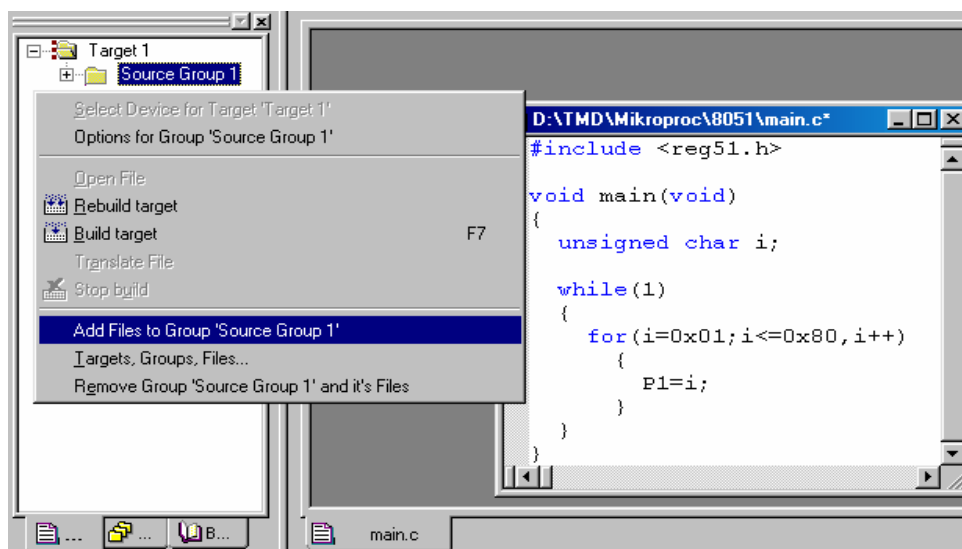 Target 1
Source Group 1
Select Device for Target 'Target 1'
Options for Group 'Source Group 1'
Open File
Rebuild target
Build target F7
Translate File
Stop build
Add Files to Group 'Source Group 1'
Targets, Groups, Files...
Remove Group 'Source Group 1' and it's Files
... ... B...
D:\TMD\Mikroproc\8051\main.c*
#include <reg51.h>
void main(void)
{
unsigned char i;
while(1)
{
for(i=0x01;i<=0x80,i++)
{
P1=i;
}
}
}
main.c